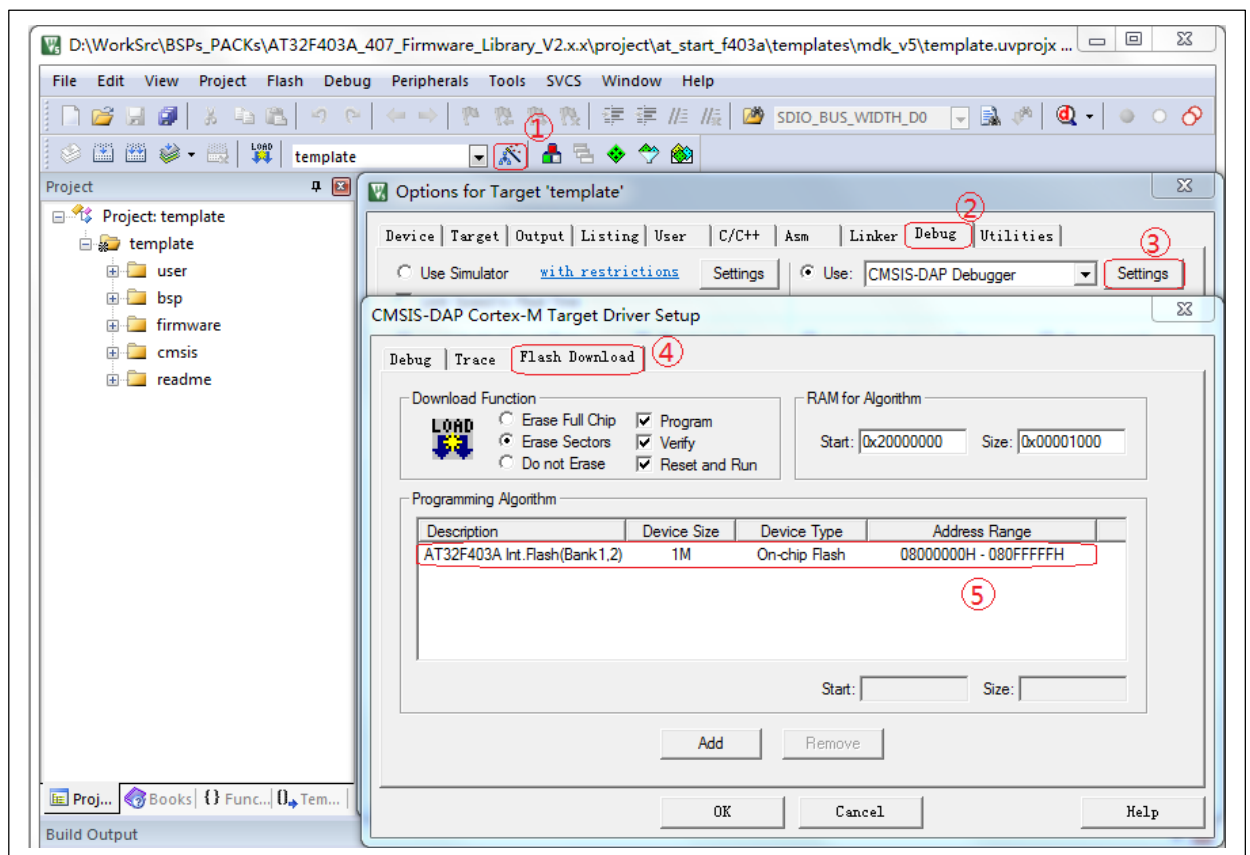 D:\WorkSrc\BSPs_PACKs\AT32F403A_407_Firmware_Library_V2.x.x\project\at_start_f403a\templates\mdk_v5\template.uvprojx ...
File Edit View Project Flash Debug Peripherals Tools SVCS Window Help
SDIO_BUS_WIDTH_D0
①
LOAD template
Project
Project: template
template
user
bsp
firmware
cmsis
readme
Options for Target 'template'
②
Device Target Output Listing User C/C++ Asm Linker Debug Utilities
③
Use Simulator with restrictions Settings Use: CMSIS-DAP Debugger Settings
CMSIS-DAP Cortex-M Target Driver Setup
Debug Trace Flash Download ④
Download Function
LOAD
Erase Full Chip Program
Erase Sectors Verify
Do not Erase Reset and Run
RAM for Algorithm
Start: 0x20000000 Size: 0x00001000
Programming Algorithm
Description Device Size Device Type Address Range
AT32F403A Int.Flash(Bank1,2) 1M On-chip Flash 08000000H - 080FFFFFH
⑤
Start: Size:
Add Remove
OK Cancel Help
Proj... Books {} Func... 0 Tem...
Build Output